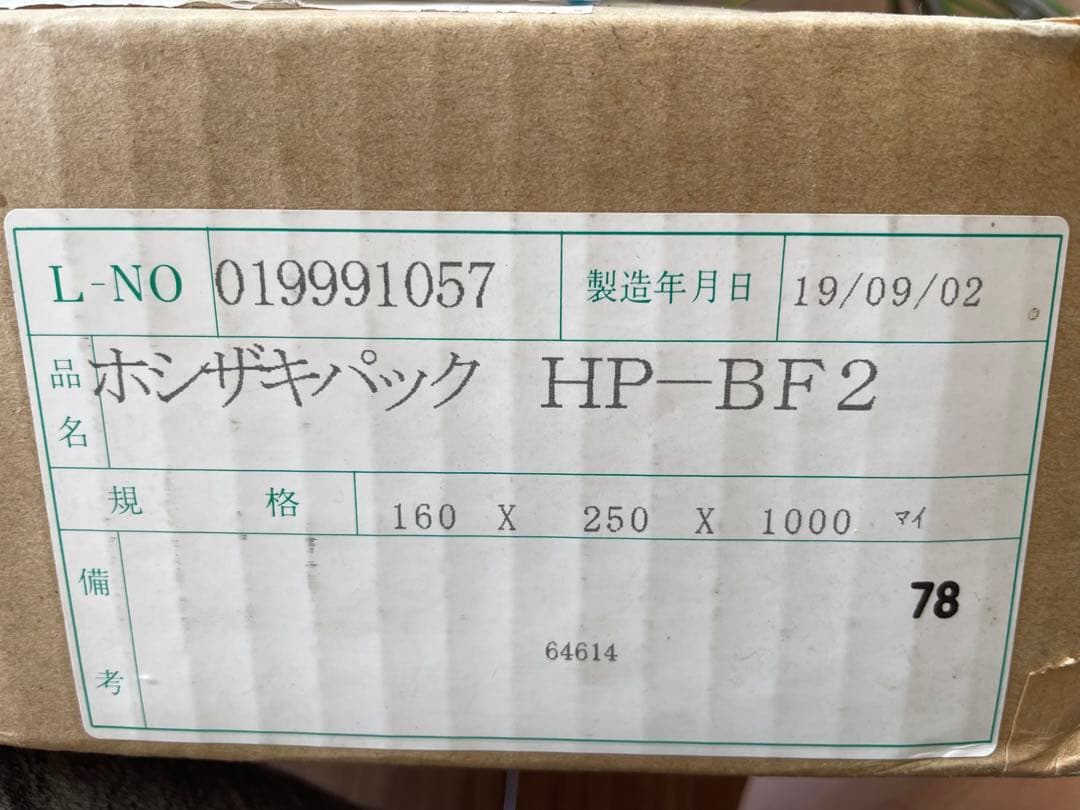 L-NO 019991057 製造年月日 19/09/02
品名 ホシザキパック HP-BF2
規格 160 X 250 X 1000 マイ
備考 78
64614